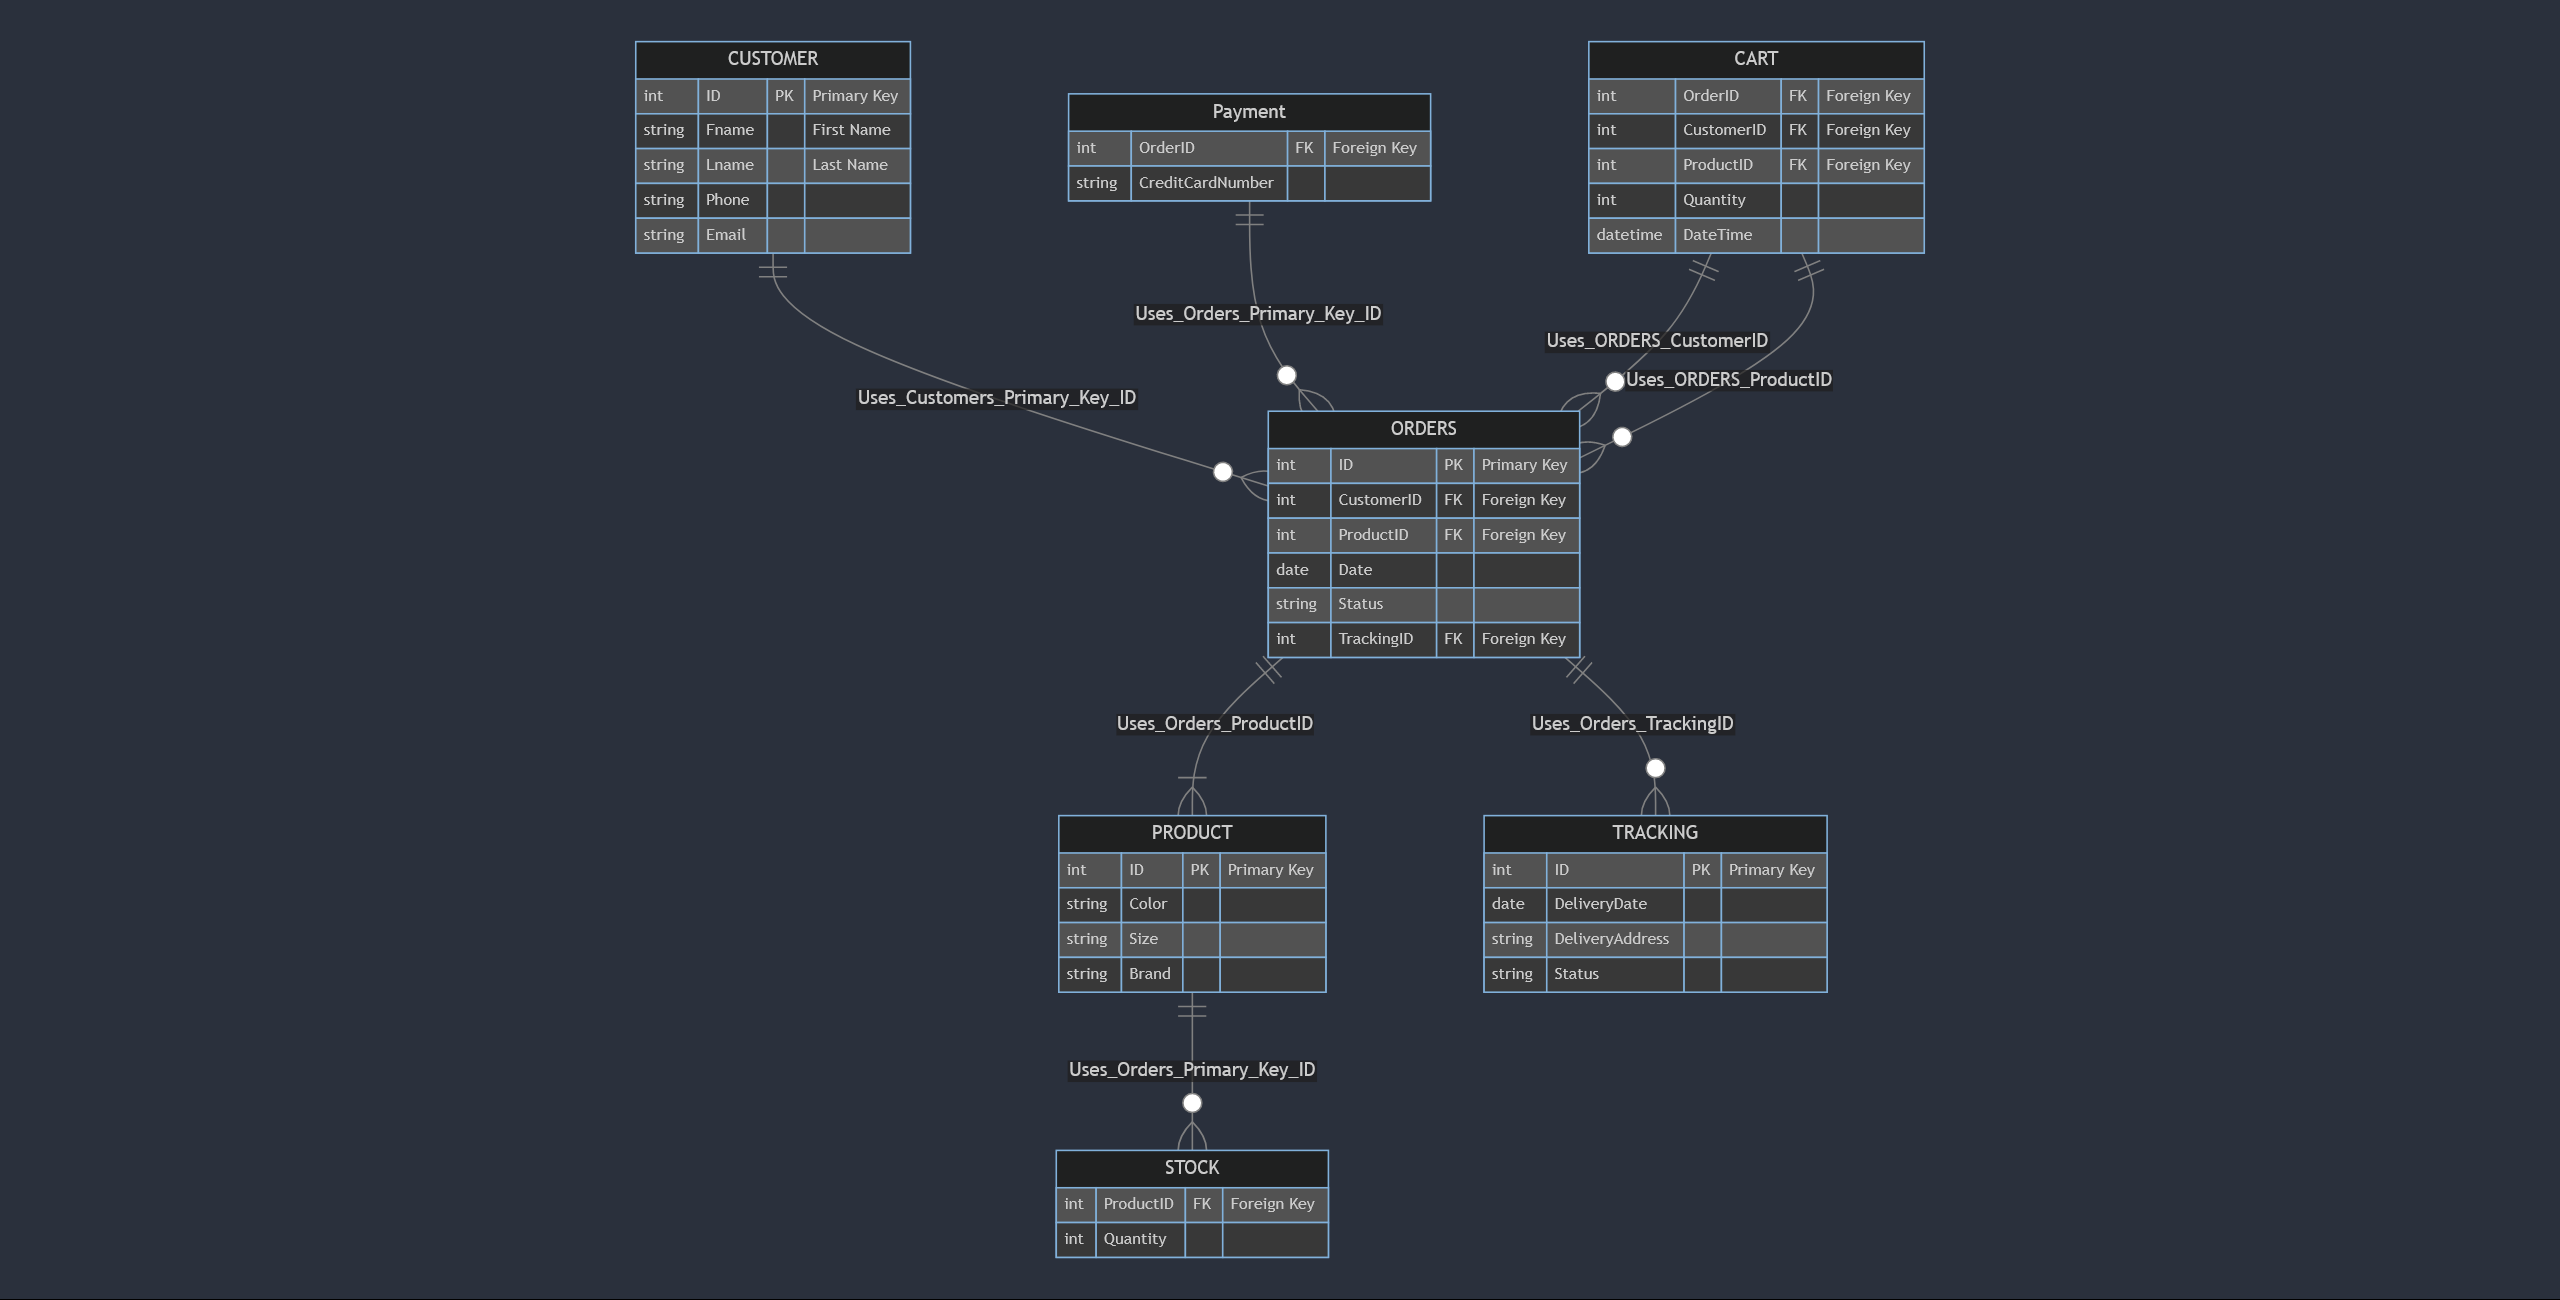 CUSTOMER
int ID PK Primary Key
string Fname First Name
string Lname Last Name
string Phone
string Email
Payment
int OrderID FK Foreign Key
string CreditCardNumber
CART
int OrderID FK Foreign Key
int CustomerID FK Foreign Key
int ProductID FK Foreign Key
int Quantity
datetime DateTime
Uses_Orders_Primary_Key_ID
Uses_ORDERS_CustomerID
Uses_ORDERS_ProductID
Uses_Customers_Primary_Key_ID
ORDERS
int ID PK Primary Key
int CustomerID FK Foreign Key
int ProductID FK Foreign Key
date Date
string Status
int TrackingID FK Foreign Key
Uses_Orders_ProductID
Uses_Orders_TrackingID
PRODUCT
int ID PK Primary Key
string Color
string Size
string Brand
TRACKING
int ID PK Primary Key
date DeliveryDate
string DeliveryAddress
string Status
Uses_Orders_Primary_Key_ID
STOCK
int ProductID FK Foreign Key
int Quantity